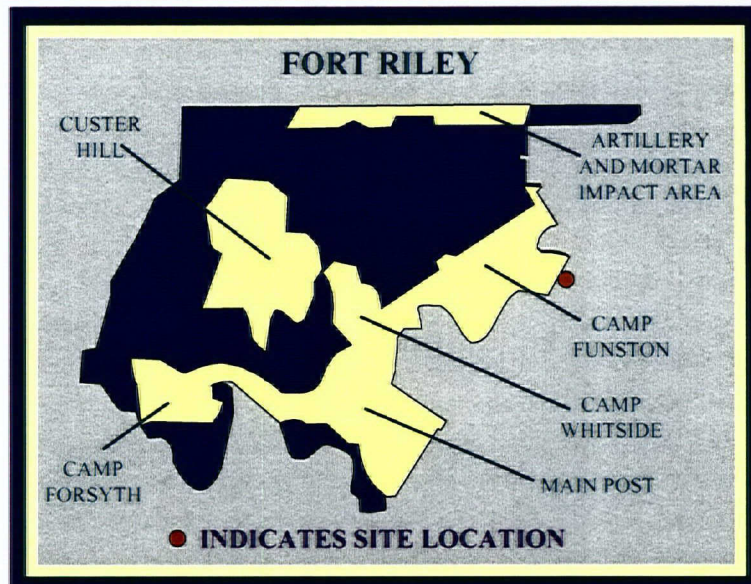 FORT RILEY
CUSTER
HILL
ARTILLERY
AND MORTAR
IMPACT AREA
CAMP
FUNSTON
CAMP
WHITSIDE
MAIN POST
CAMP
FORSYTH
INDICATES SITE LOCATION